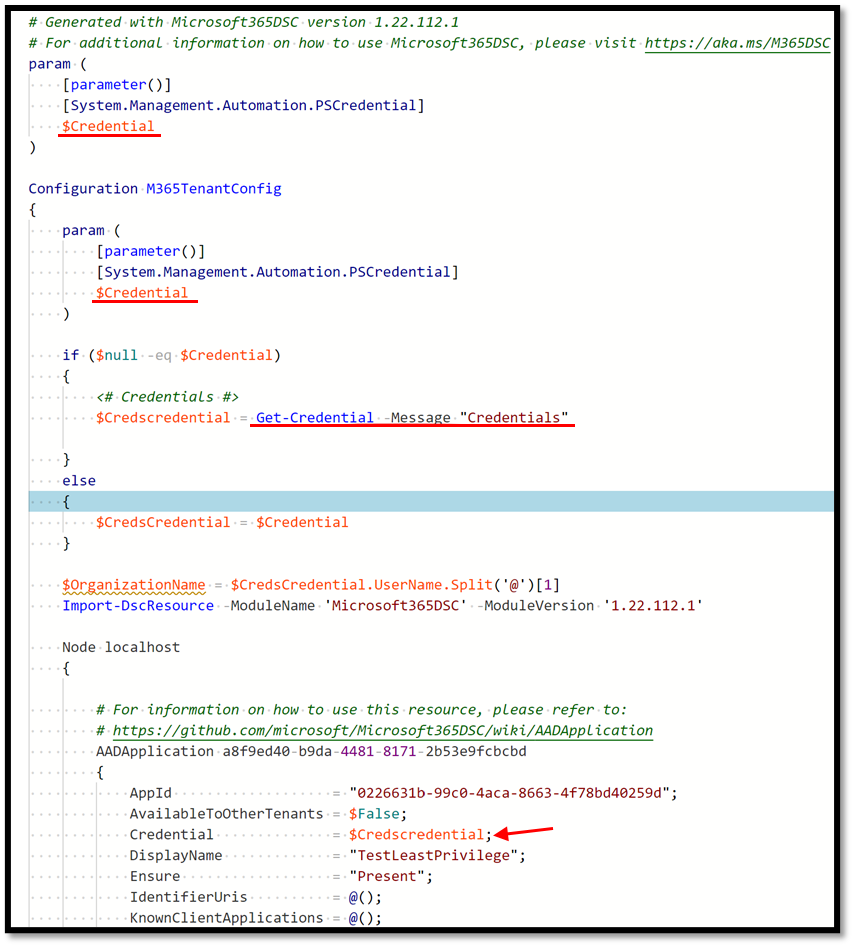 # Generated with Microsoft365DSC version 1.22.112.1
# For additional information on how to use Microsoft365DSC, please visit https://aka.ms/M365DSC
param (
    [parameter()]
    [System.Management.Automation.PSCredential]
    $Credential
)

Configuration M365TenantConfig
{
    param (
        [parameter()]
        [System.Management.Automation.PSCredential]
        $Credential
    )

    if ($null -eq $Credential)
    {
        <# Credentials #>
        $Credscredential = Get-Credential -Message "Credentials"

    }
    else
    {
        $CredsCredential = $Credential
    }

    $OrganizationName = $CredsCredential.UserName.Split('@')[1]
    Import-DscResource -ModuleName 'Microsoft365DSC' -ModuleVersion '1.22.112.1'

    Node localhost
    {

        # For information on how to use this resource, please refer to:
        # https://github.com/microsoft/Microsoft365DSC/wiki/AADApplication
        AADApplication a8f9ed40-b9da-4481-8171-2b53e9fcbcbd
        {
            AppId                   = "0226631b-99c0-4aca-8663-4f78bd40259d";
            AvailableToOtherTenants = $False;
            Credential              = $Credscredential;
            DisplayName             = "TestLeastPrivilege";
            Ensure                  = "Present";
            IdentifierUris          = @();
            KnownClientApplications = @();